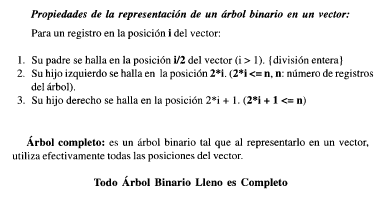 Propiedades de la representación de un árbol binario en un vector:
Para un registro en la posición i del vector:
1. Su padre se halla en la posición i/2 del vector (i > 1). {división entera}
2. Su hijo izquierdo se halla en la posición 2*i. (2*i <= n, n: número de registros
del árbol).
3. Su hijo derecho se halla en la posición 2*i + 1. (2*i + 1 <= n)
Árbol completo: es un árbol binario tal que al representarlo en un vector,
utiliza efectivamente todas las posiciones del vector.
Todo Árbol Binario Lleno es Completo